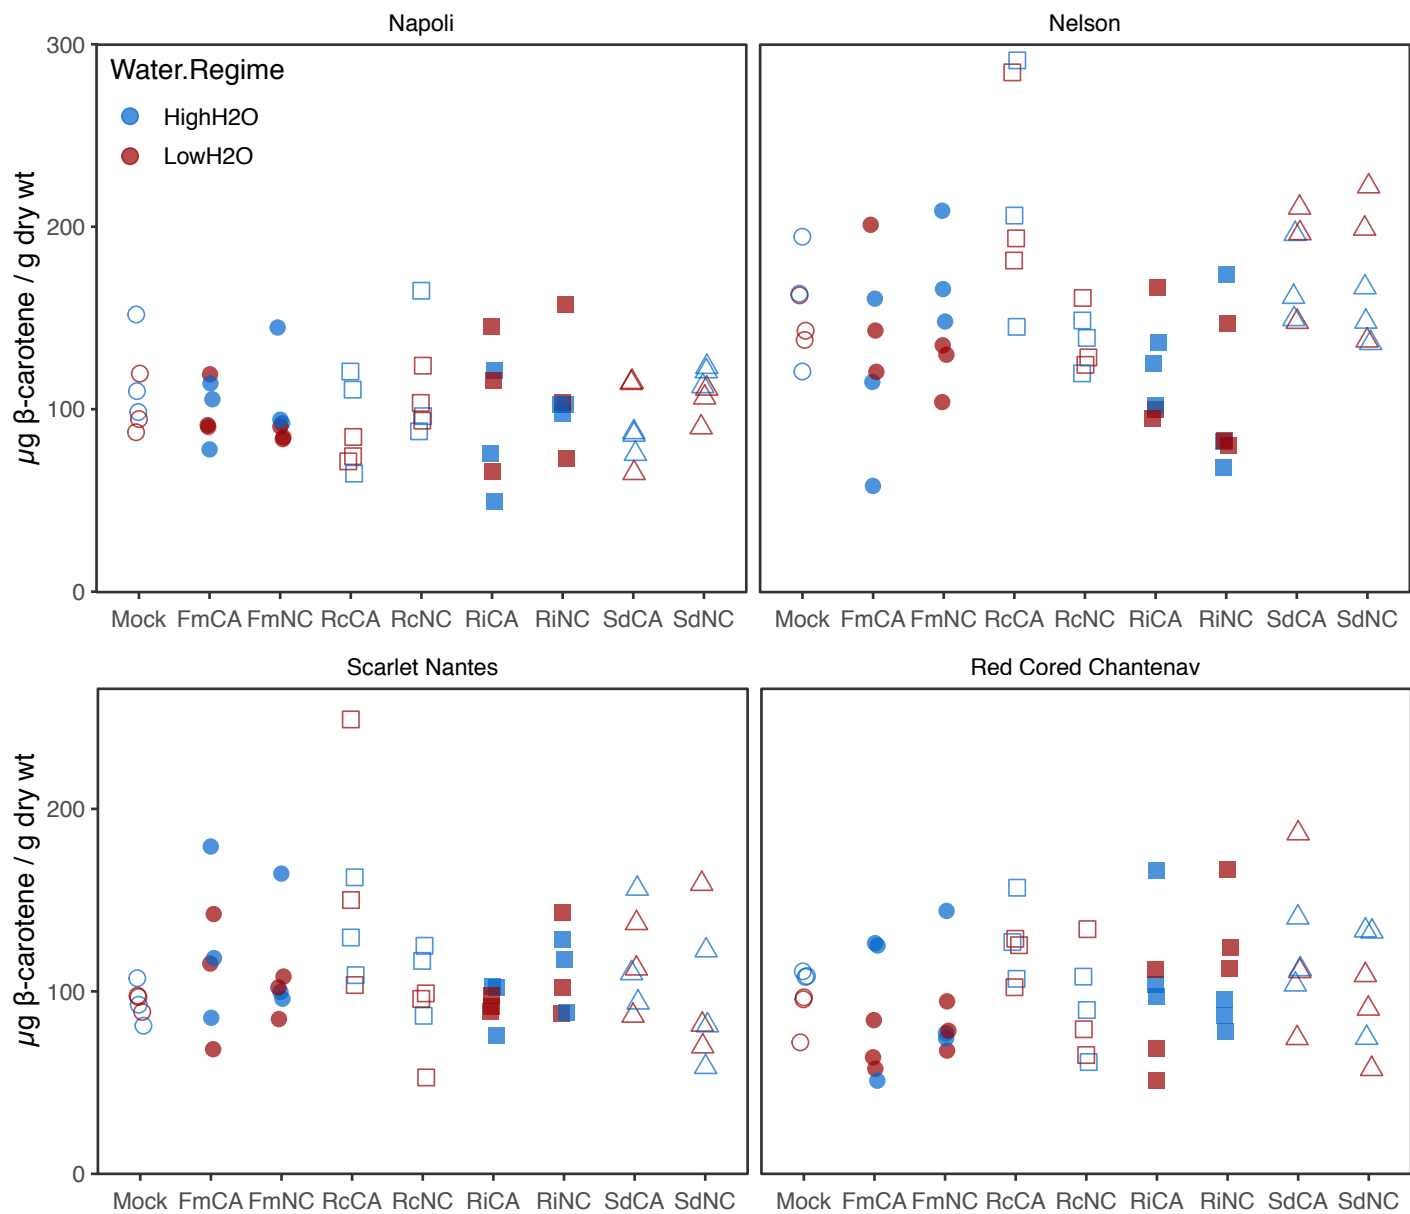 Napoli
Nelson
300
200
100
0
µg β-carotene / g dry wt
Water.Regime
HighH2O
LowH2O
Mock FmCA FmNC RcCA RcNC RiCA RiNC SdCA SdNC
Mock FmCA FmNC RcCA RcNC RiCA RiNC SdCA SdNC
Scarlet Nantes
Red Cored Chantenav
200
100
0
µg β-carotene / g dry wt
Mock FmCA FmNC RcCA RcNC RiCA RiNC SdCA SdNC
Mock FmCA FmNC RcCA RcNC RiCA RiNC SdCA SdNC